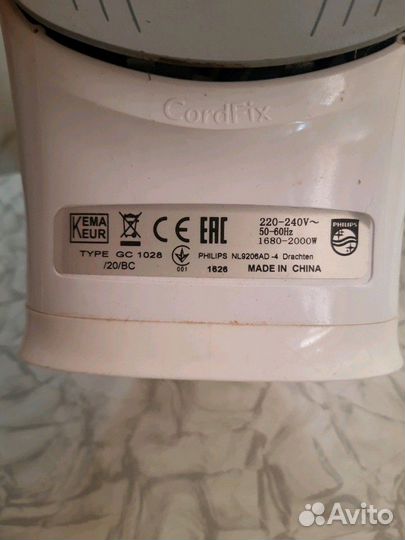 CordFix
KEMA
KEUR
CE
EAC
220-240V~
50-60Hz
1680-2000W
PHILIPS
TYPE GC 1028
/20/BC
001
PHILIPS NL9206AD-4 Drachten
1626
MADE IN CHINA
Avito